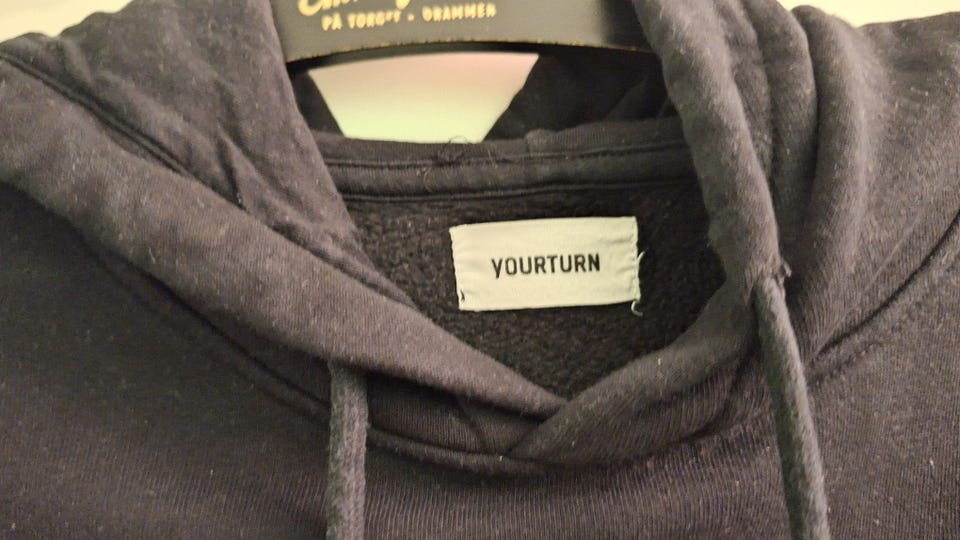 PÅ TORGET - DRAMMEN
YOURTURN